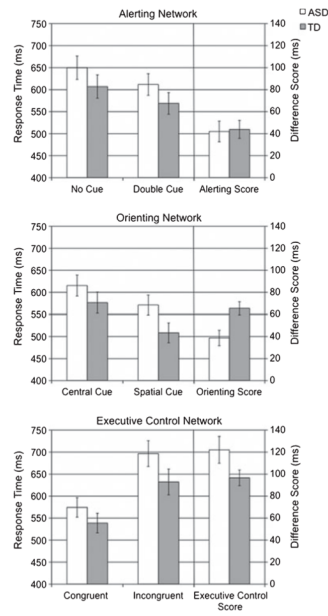 Alerting Network
ASD
TD
Response Time (ms)
750
700
650
600
550
500
450
400
140
120
100
80
60
40
20
0
Difference Score (ms)
No Cue
Double Cue
Alerting Score
Orienting Network
Response Time (ms)
750
700
650
600
550
500
450
400
140
120
100
80
60
40
20
0
Difference Score (ms)
Central Cue
Spatial Cue
Orienting Score
Executive Control Network
Response Time (ms)
750
700
650
600
550
500
450
400
140
120
100
80
60
40
20
0
Difference Score (ms)
Congruent
Incongruent
Executive Control
Score